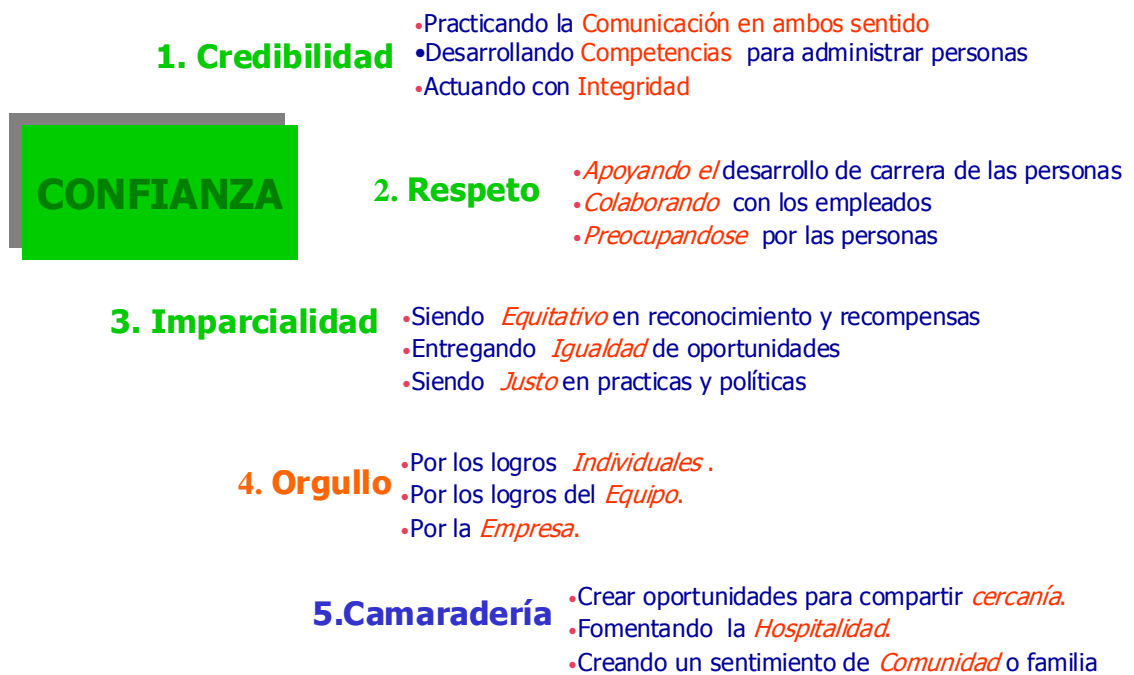 •Practicando la Comunicación en ambos sentido
1. Credibilidad
•Desarrollando Competencias para administrar personas
•Actuando con Integridad
CONFIANZA
2. Respeto
•Apoyando el desarrollo de carrera de las personas
•Colaborando con los empleados
•Preocupandose por las personas
3. Imparcialidad
•Siendo Equitativo en reconocimiento y recompensas
•Entregando Igualdad de oportunidades
•Siendo Justo en practicas y políticas
4. Orgullo
•Por los logros Individuales .
•Por los logros del Equipo.
•Por la Empresa.
5.Camaradería
•Crear oportunidades para compartir cercanía.
•Fomentando la Hospitalidad.
•Creando un sentimiento de Comunidad o familia